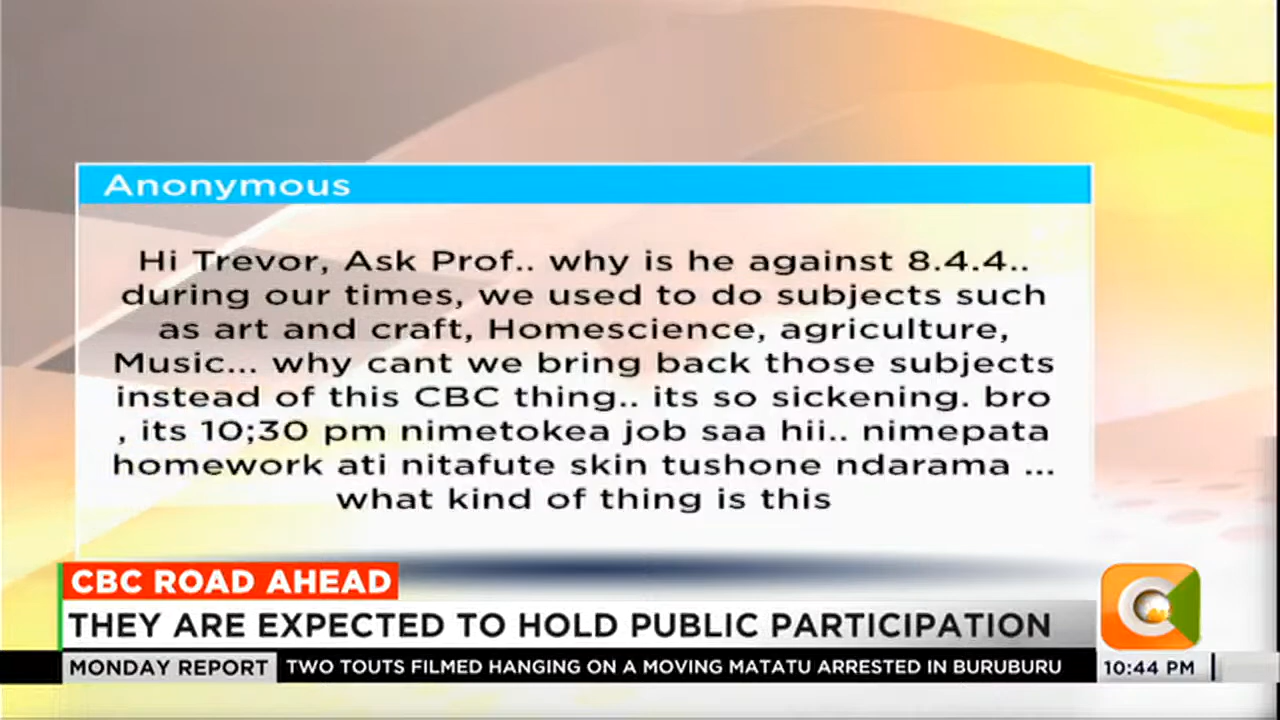 Anonymous
Hi Trevor, Ask Prof.. why is he against 8.4.4..
during our times, we used to do subjects such
as art and craft, Homescience, agriculture,
Music... why cant we bring back those subjects
instead of this CBC thing.. its so sickening. bro
, its 10;30 pm nimetokea job saa hii.. nimepata
homework ati nitafute skin tushone ndarama ...
what kind of thing is this
CBC ROAD AHEAD
THEY ARE EXPECTED TO HOLD PUBLIC PARTICIPATION
MONDAY REPORT TWO TOUTS FILMED HANGING ON A MOVING MATATU ARRESTED IN BURUBURU 10:44 PM